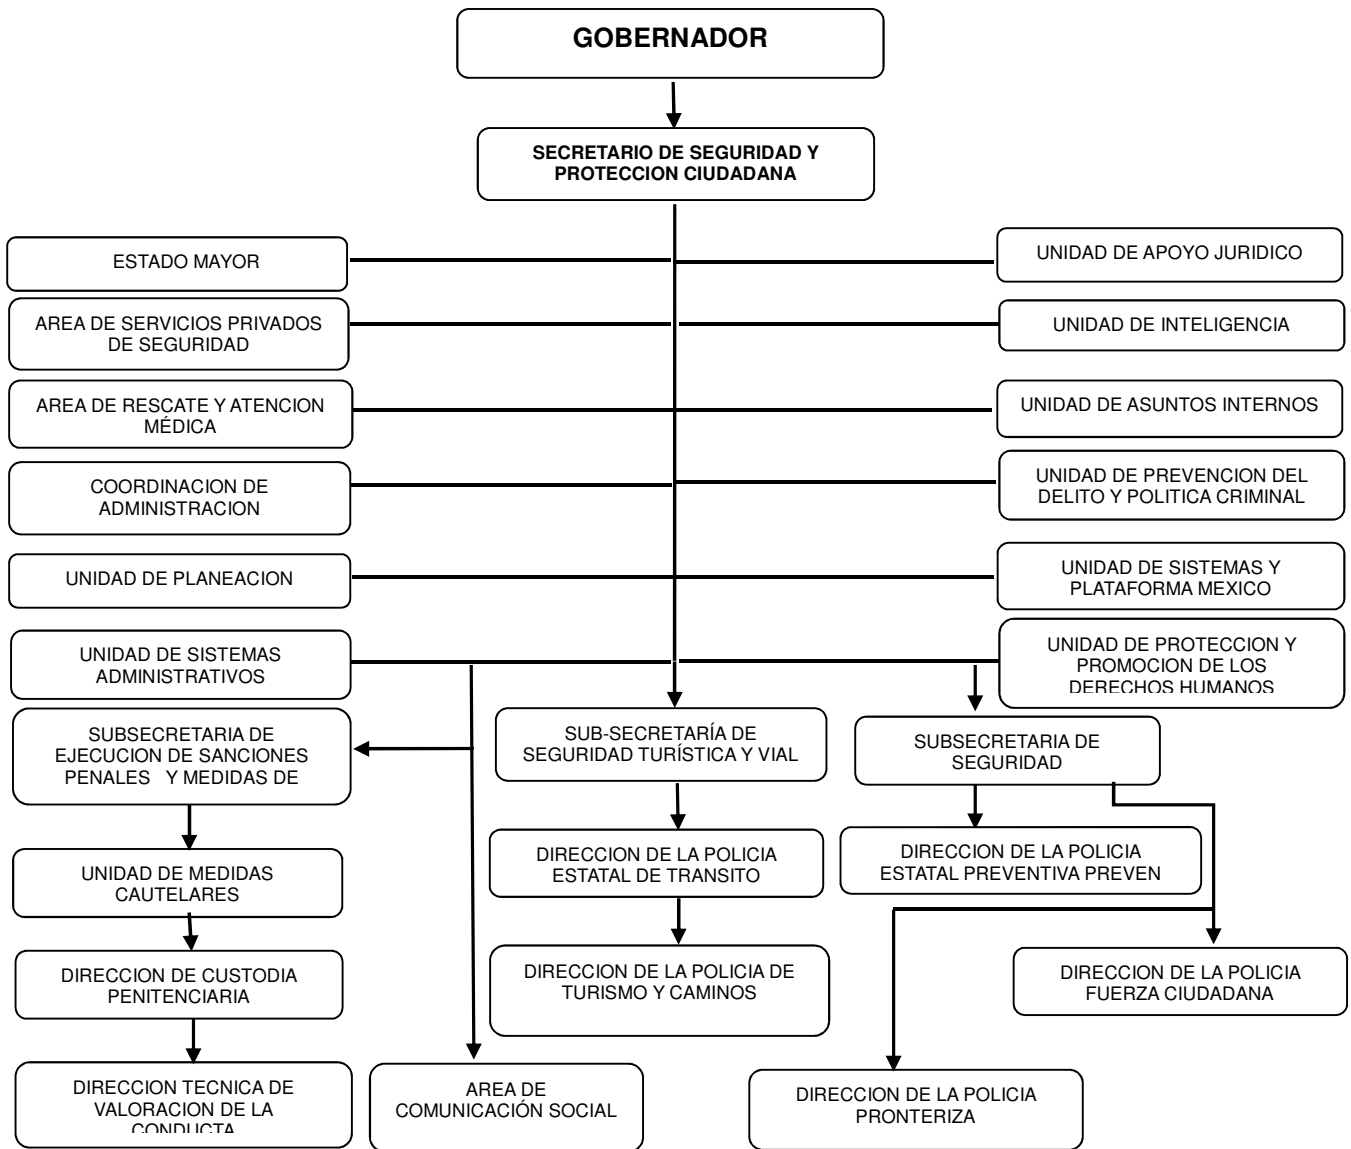 GOBERNADOR
SECRETARIO DE SEGURIDAD Y
PROTECCION CIUDADANA
ESTADO MAYOR
UNIDAD DE APOYO JURIDICO
AREA DE SERVICIOS PRIVADOS
DE SEGURIDAD
UNIDAD DE INTELIGENCIA
AREA DE RESCATE Y ATENCION
MÉDICA
UNIDAD DE ASUNTOS INTERNOS
COORDINACION DE
ADMINISTRACION
UNIDAD DE PREVENCION DEL
DELITO Y POLITICA CRIMINAL
UNIDAD DE PLANEACION
UNIDAD DE SISTEMAS Y
PLATAFORMA MEXICO
UNIDAD DE SISTEMAS
ADMINISTRATIVOS
UNIDAD DE PROTECCION Y
PROMOCION DE LOS
DERECHOS HUMANOS
SUBSECRETARIA DE
EJECUCION DE SANCIONES
PENALES Y MEDIDAS DE
SUB-SECRETARÍA DE
SEGURIDAD TURÍSTICA Y VIAL
SUBSECRETARIA DE
SEGURIDAD
UNIDAD DE MEDIDAS
CAUTELARES
DIRECCION DE LA POLICIA
ESTATAL DE TRANSITO
DIRECCION DE LA POLICIA
ESTATAL PREVENTIVA PREVEN
DIRECCION DE CUSTODIA
PENITENCIARIA
DIRECCION DE LA POLICIA DE
TURISMO Y CAMINOS
DIRECCION DE LA POLICIA
FUERZA CIUDADANA
DIRECCION TECNICA DE
VALORACION DE LA
CONDUCTA
AREA DE
COMUNICACIÓN SOCIAL
DIRECCION DE LA POLICIA
PRONTERIZA